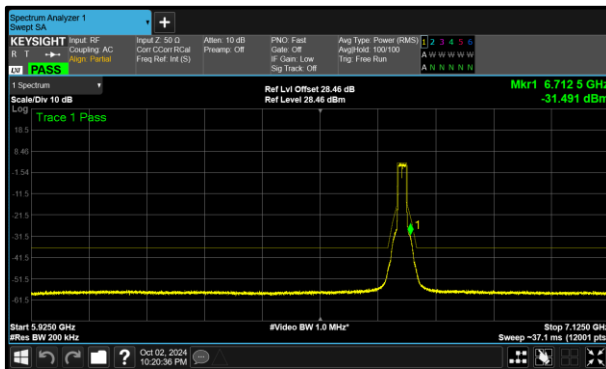 Spectrum Analyzer 1
Swept SA
KEYSIGHT
R T
LXI PASS
Input: RF
Coupling: AC
Align: Partial
Input Z: 50 Ω
Corr CCorr RCal
Freq Ref: Int (S)
Atten: 10 dB
Preamp: Off
PNO: Fast
Gate: Off
IF Gain: Low
Sig Track: Off
Avg Type: Power (RMS)
Avg|Hold: 100/100
Trig: Free Run
1 2 3 4 5 6
A W W W W W
A N N N N N
1 Spectrum
Scale/Div 10 dB
Ref Lvl Offset 28.46 dB
Ref Level 28.46 dBm
Mkr1 6.712 5 GHz
-31.491 dBm
Log
Trace 1 Pass
18.5
8.46
-1.54
-11.5
-21.5
-31.5
-41.5
-51.5
-61.5
1
Start 5.9250 GHz
#Res BW 200 kHz
#Video BW 1.0 MHz*
Stop 7.1250 GHz
Sweep ~37.1 ms (12001 pts)
?
Oct 02, 2024
10:20:36 PM